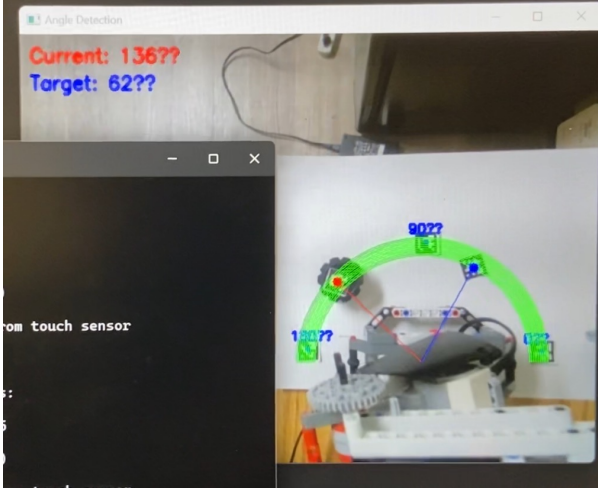 Angle Detection
Current: 136??
Target: 62??
90??
180??
0??
rom touch sensor
s: